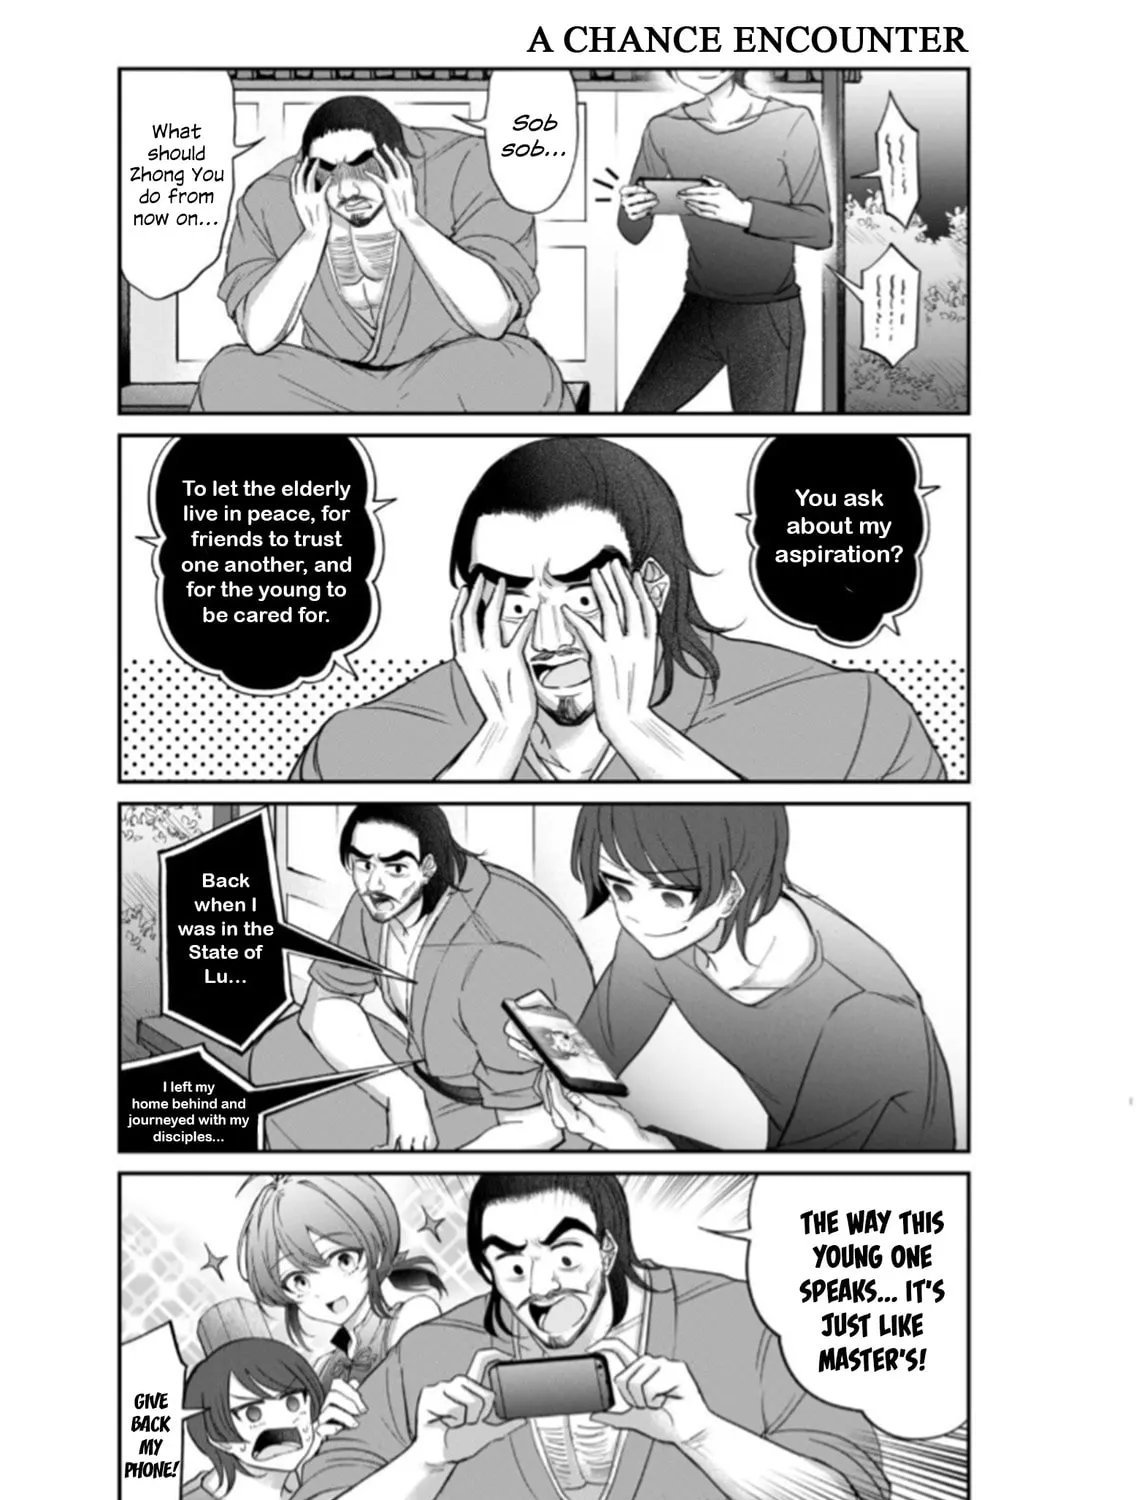 A CHANCE ENCOUNTER
Sob
sob...
What
should
Zhong You
do from
now on...
You ask
about my
aspiration?
To let the elderly
live in peace, for
friends to trust
one another, and
for the young to
be cared for.
Back
when I
was in the
State of
Lu...
I left my
home behind and
journeyed with my
disciples...
THE WAY THIS
YOUNG ONE
SPEAKS... IT'S
JUST LIKE
MASTER'S!
GIVE
BACK
MY
PHONE!